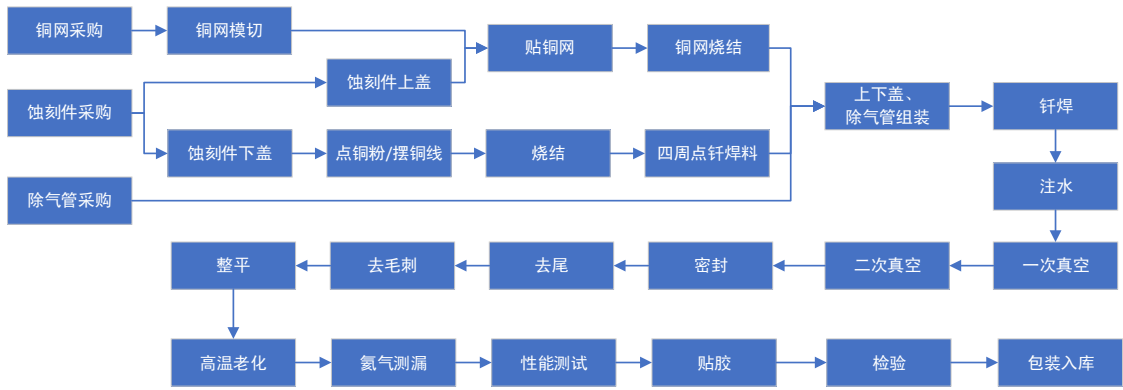 铜网采购
铜网模切
贴铜网
铜网烧结
蚀刻件上盖
蚀刻件采购
上下盖、
除气管组装
钎焊
蚀刻件下盖
点铜粉/摆铜线
烧结
四周点钎焊料
除气管采购
注水
整平
去毛刺
去尾
密封
二次真空
一次真空
高温老化
氦气测漏
性能测试
贴胶
检验
包装入库